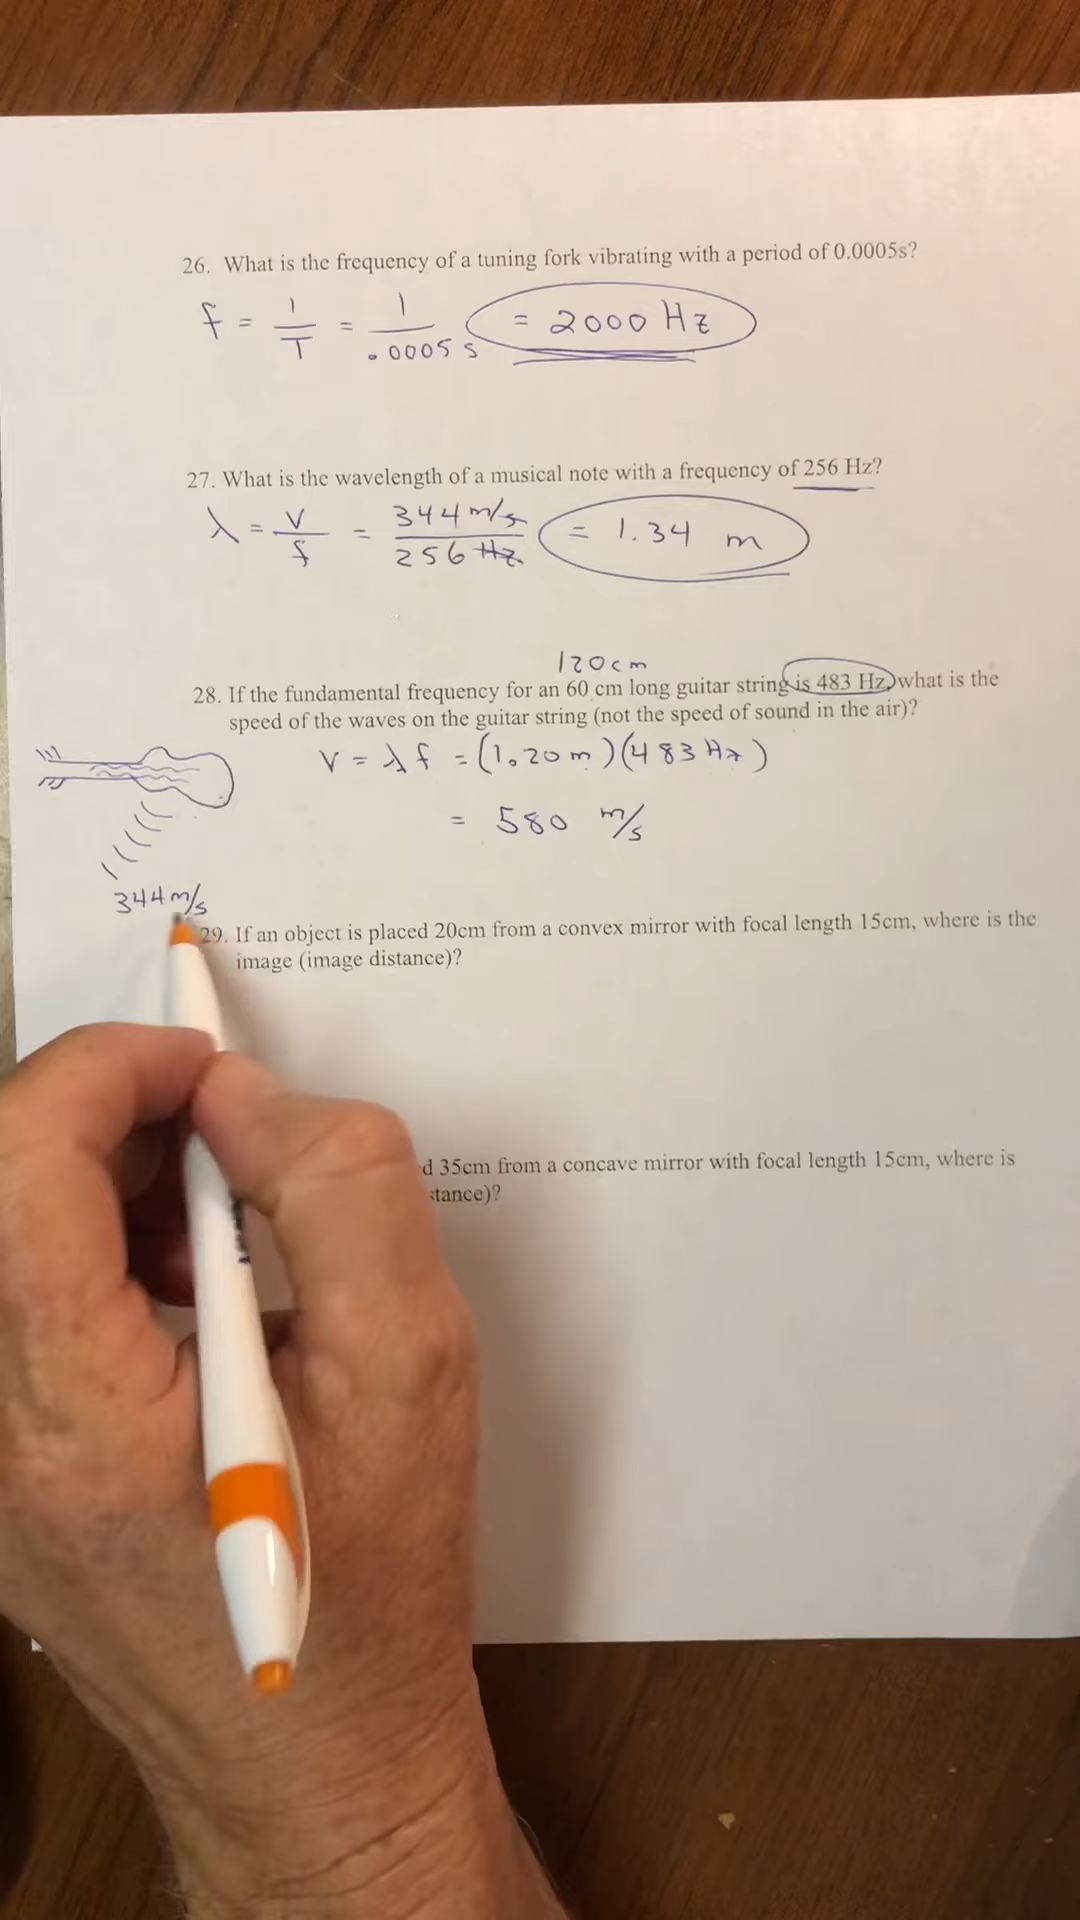 26. What is the frequency of a tuning fork vibrating with a period of 0.0005s?
f = 1/T = 1/.0005 s = 2000 Hz
27. What is the wavelength of a musical note with a frequency of 256 Hz?
λ = v/f = 344 m/s / 256 Hz = 1.34 m
120cm
28. If the fundamental frequency for an 60 cm long guitar string is 483 Hz, what is the
speed of the waves on the guitar string (not the speed of sound in the air)?
v = λ f = (1.20 m)(483 Hz)
= 580 m/s
344 m/s
29. If an object is placed 20cm from a convex mirror with focal length 15cm, where is the
image (image distance)?
d 35cm from a concave mirror with focal length 15cm, where is
stance)?